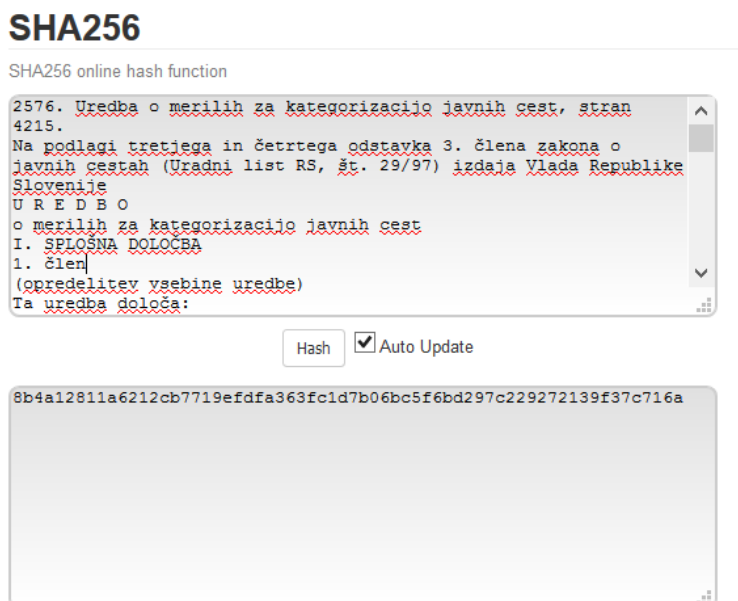 SHA256
SHA256 online hash function
2576. Uredba o merilih za kategorizacijo javnih cest, stran
4215.
Na podlagi tretjega in četrtega odstavka 3. člena zakona o
javnih cestah (Uradni list RS, št. 29/97) izdaja Vlada Republike
Slovenije
U R E D B O
o merilih za kategorizacijo javnih cest
I. SPLOŠNA DOLOČBA
1. člen
(opredelitev vsebine uredbe)
Ta uredba določa:
Hash Auto Update
8b4a12811a6212cb7719efdfa363fc1d7b06bc5f6bd297c229272139f37c716a